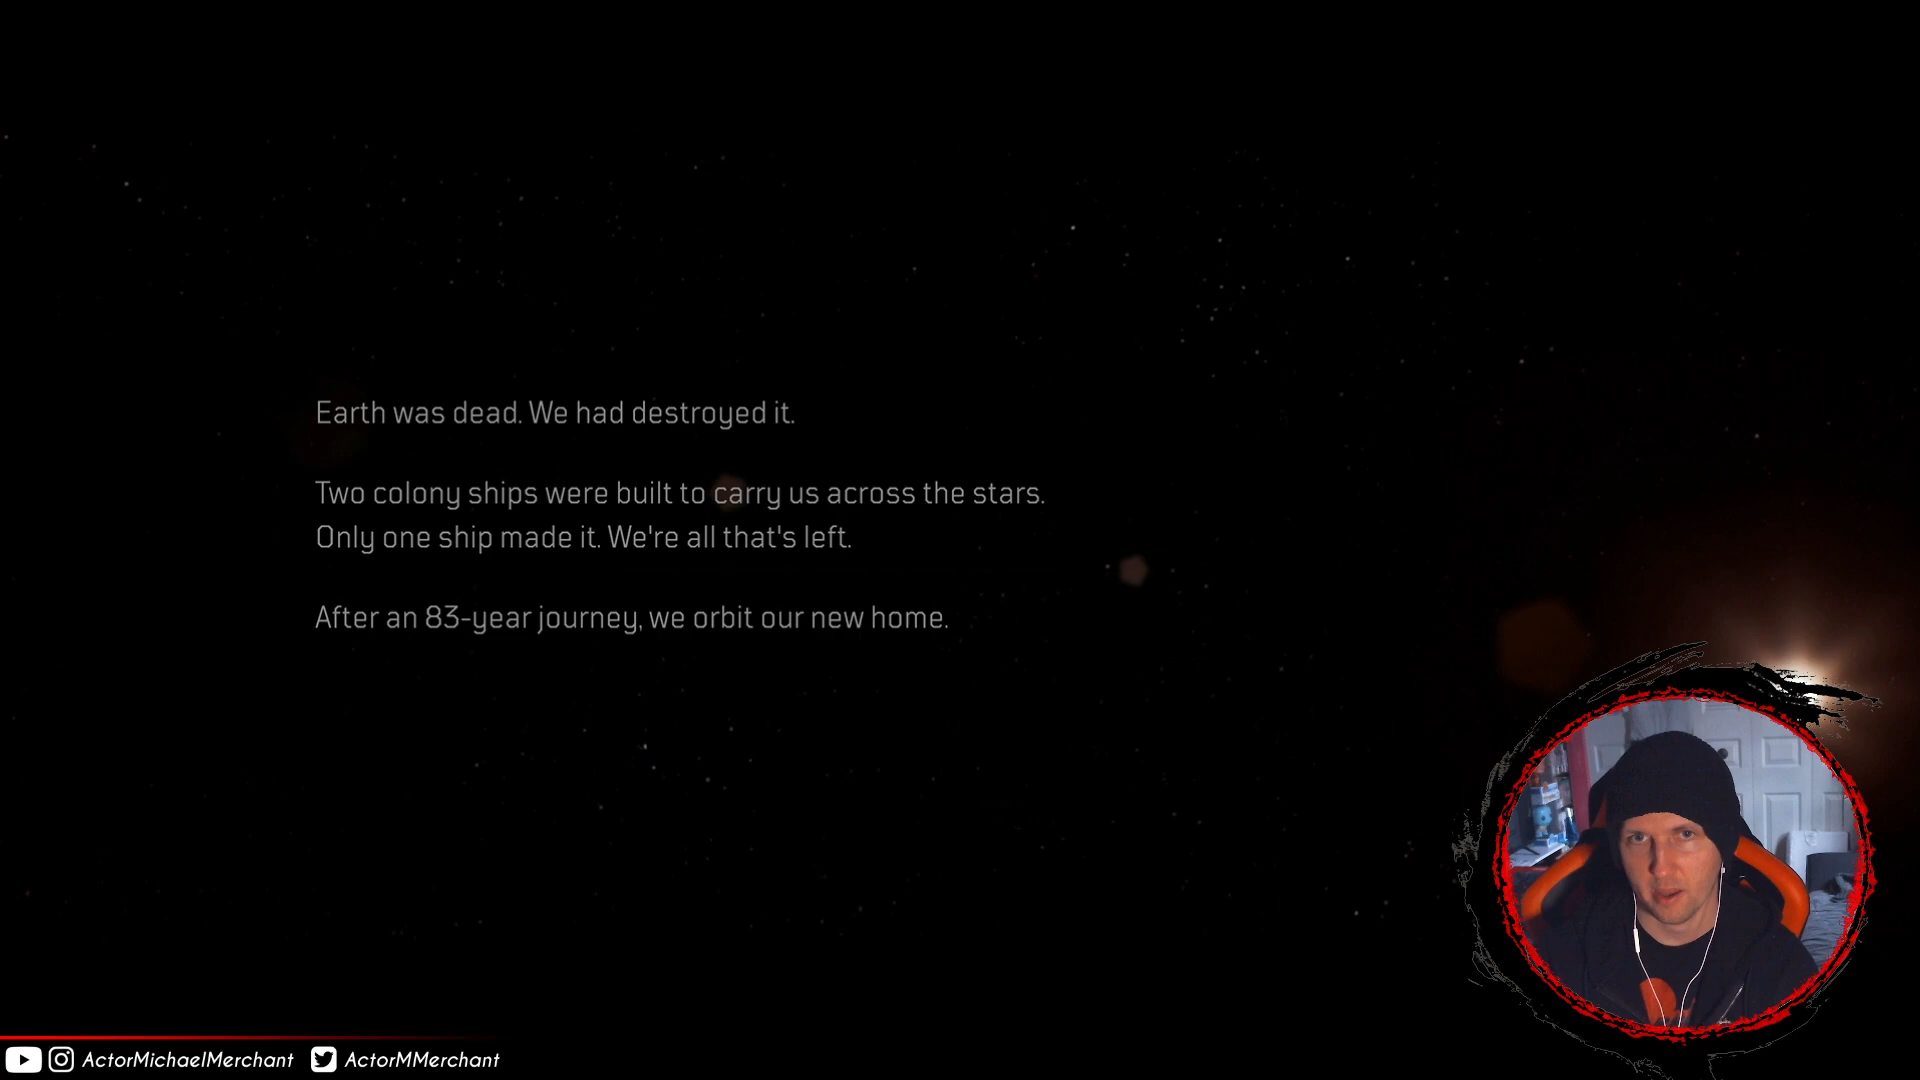 Earth was dead. We had destroyed it.
Two colony ships were built to carry us across the stars.
Only one ship made it. We're all that's left.
After an 83-year journey, we orbit our new home.
ActorMichaelMerchant ActorMMerchant